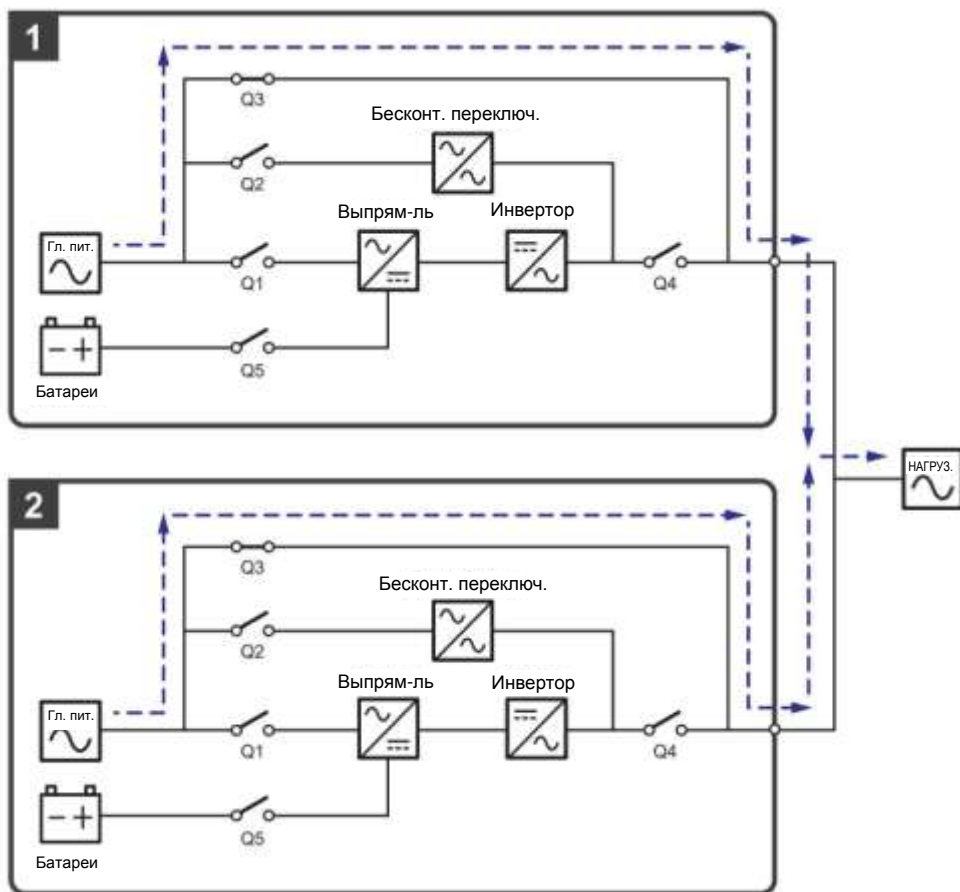 1
Q3
Бесконт. переключ.
Q2
Выпрям-ль
Инвертор
Гл. пит.
Q1
Q4
− +
Q5
Батареи
НАГРУЗ.
2
Q3
Бесконт. переключ.
Q2
Выпрям-ль
Инвертор
Гл. пит.
Q1
Q4
− +
Q5
Батареи